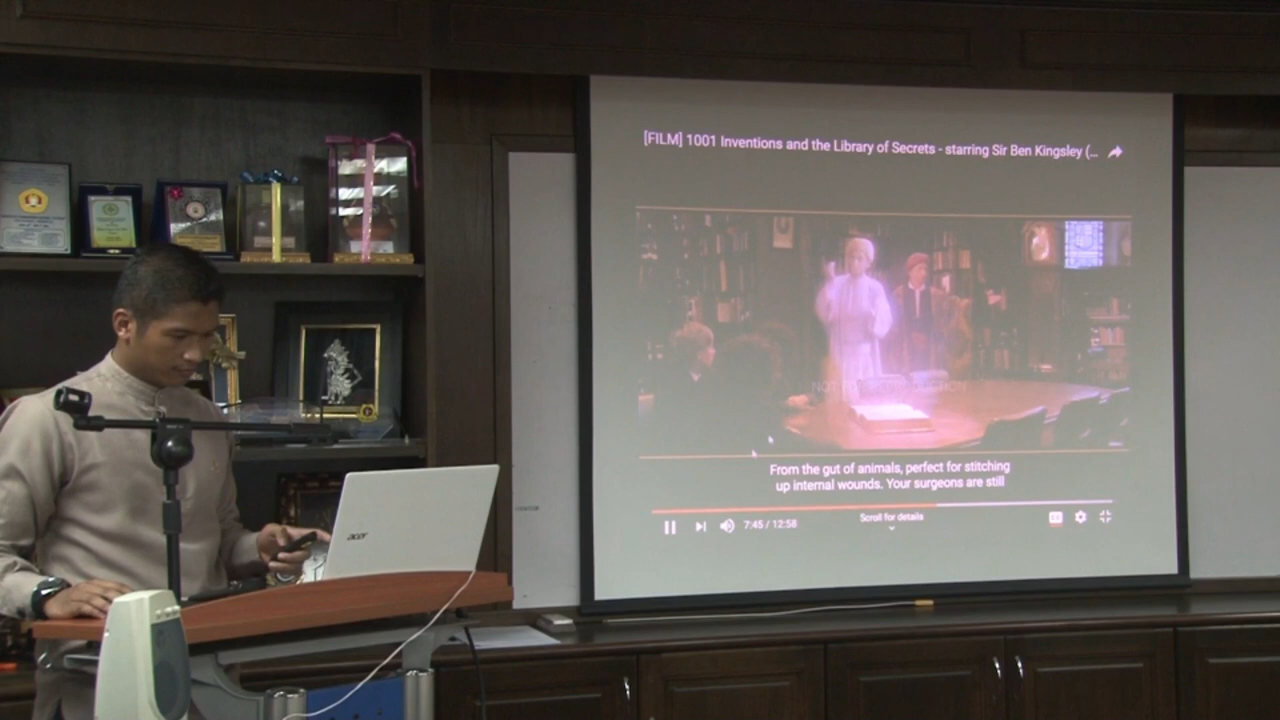 [FILM] 1001 Inventions and the Library of Secrets - starring Sir Ben Kingsley (...
From the gut of animals, perfect for stitching
up internal wounds. Your surgeons are still
7:45 / 12:58
Scroll for details
acer